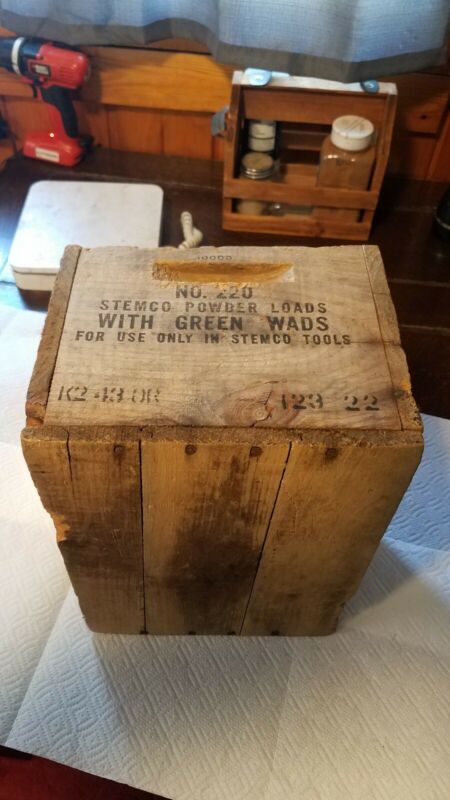 10000
NO. 220
STEMCO POWDER LOADS
WITH GREEN WADS
FOR USE ONLY IN STEMCO TOOLS
K2 43 OR 123 22